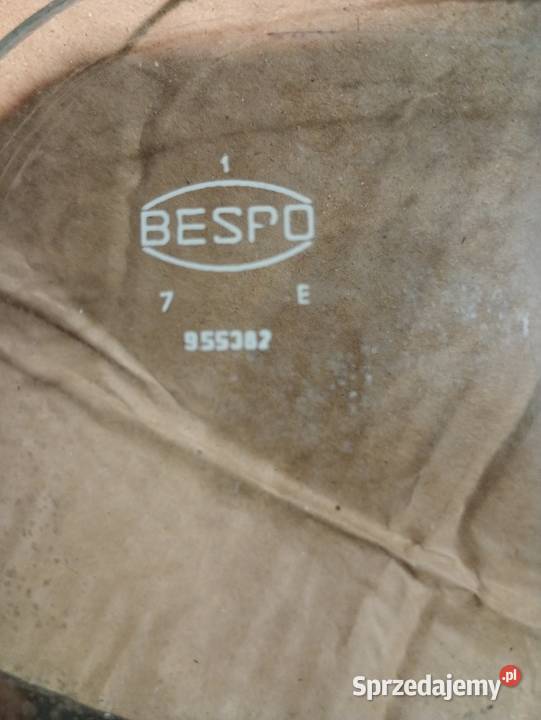 1
BESPO
7 E
955382
Sprzedajemy.pl